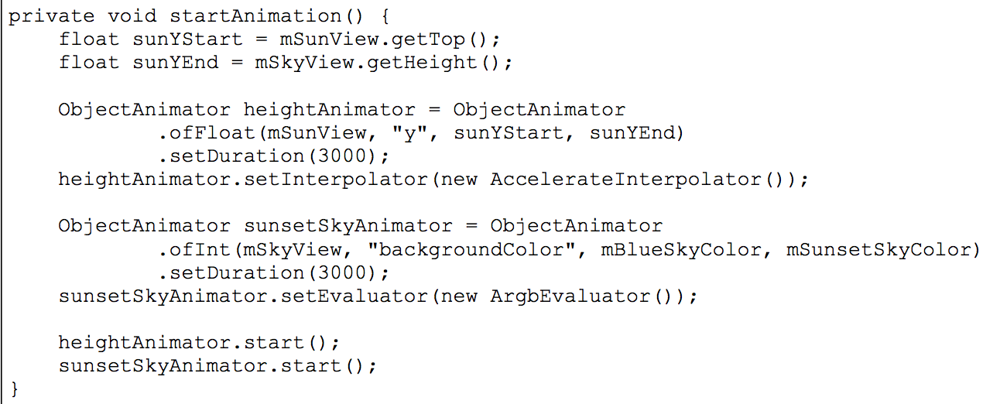 private void startAnimation() {
    float sunYStart = mSunView.getTop();
    float sunYEnd = mSkyView.getHeight();

    ObjectAnimator heightAnimator = ObjectAnimator
            .ofFloat(mSunView, "y", sunYStart, sunYEnd)
            .setDuration(3000);
    heightAnimator.setInterpolator(new AccelerateInterpolator());

    ObjectAnimator sunsetSkyAnimator = ObjectAnimator
            .ofInt(mSkyView, "backgroundColor", mBlueSkyColor, mSunsetSkyColor)
            .setDuration(3000);
    sunsetSkyAnimator.setEvaluator(new ArgbEvaluator());

    heightAnimator.start();
    sunsetSkyAnimator.start();
}